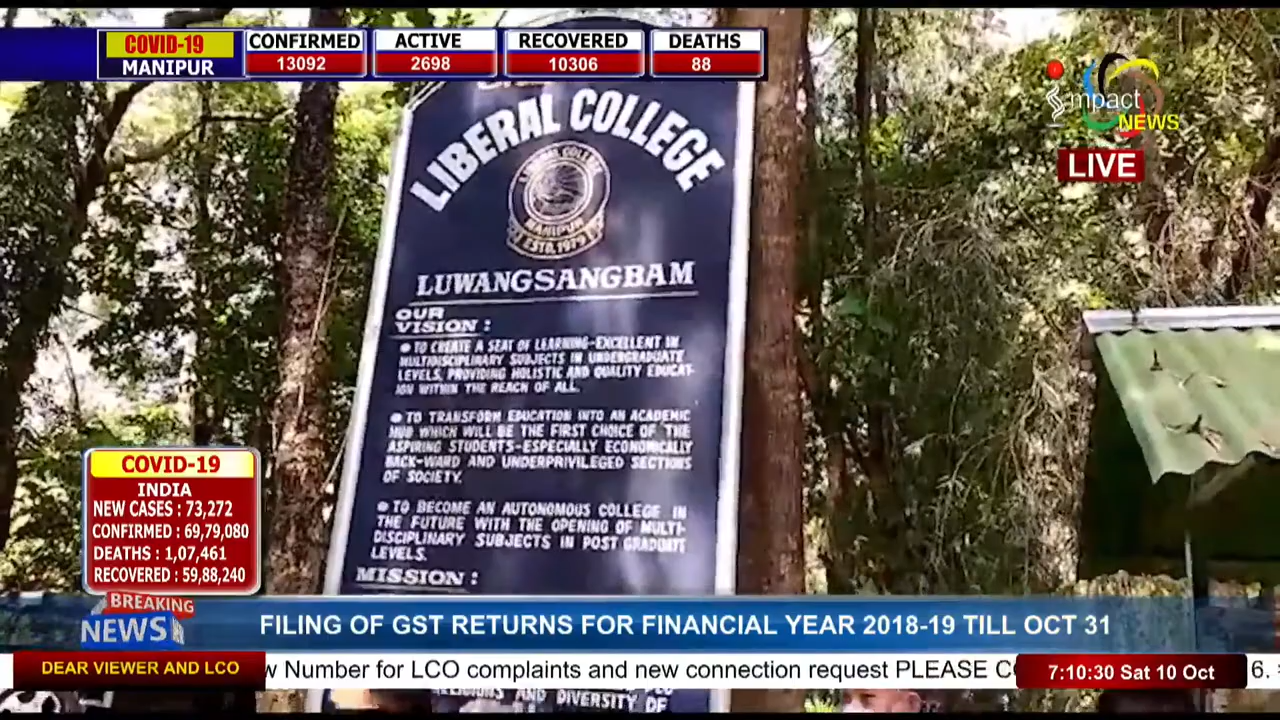 COVID-19
MANIPUR
CONFIRMED
13092
ACTIVE
2698
RECOVERED
10306
DEATHS
88
impact
NEWS
LIVE
LIBERAL COLLEGE
LIBERAL COLLEGE
MANIPUR
ESTD. 1979
LUWANGSANGBAM
OUR
VISION :
TO CREATE A SEAT OF LEARNING-EXCELLENT IN
MULTIDISCIPLINARY SUBJECTS IN UNDERGRADUATE
LEVELS, PROVIDING HOLISTIC AND QUALITY EDUCAT-
ION WITHIN THE REACH OF ALL.
TO TRANSFORM EDUCATION INTO AN ACADEMIC
HUB WHICH WILL BE THE FIRST CHOICE OF THE
ASPIRING STUDENTS-ESPECIALLY ECONOMICALLY
BACK-WARD AND UNDERPRIVILEGED SECTIONS
OF SOCIETY.
TO BECOME AN AUTONOMOUS COLLEGE IN
THE FUTURE WITH THE OPENING OF MULTI-
DISCIPLINARY SUBJECTS IN POST GRADUATE
LEVELS.
MISSION :
COVID-19
INDIA
NEW CASES : 73,272
CONFIRMED : 69,79,080
DEATHS : 1,07,461
RECOVERED : 59,88,240
BREAKING
NEWS
FILING OF GST RETURNS FOR FINANCIAL YEAR 2018-19 TILL OCT 31
DEAR VIEWER AND LCO
w Number for LCO complaints and new connection request PLEASE
7:10:30 Sat 10 Oct
6.
RELIGIONS AND DIVERSITY OF